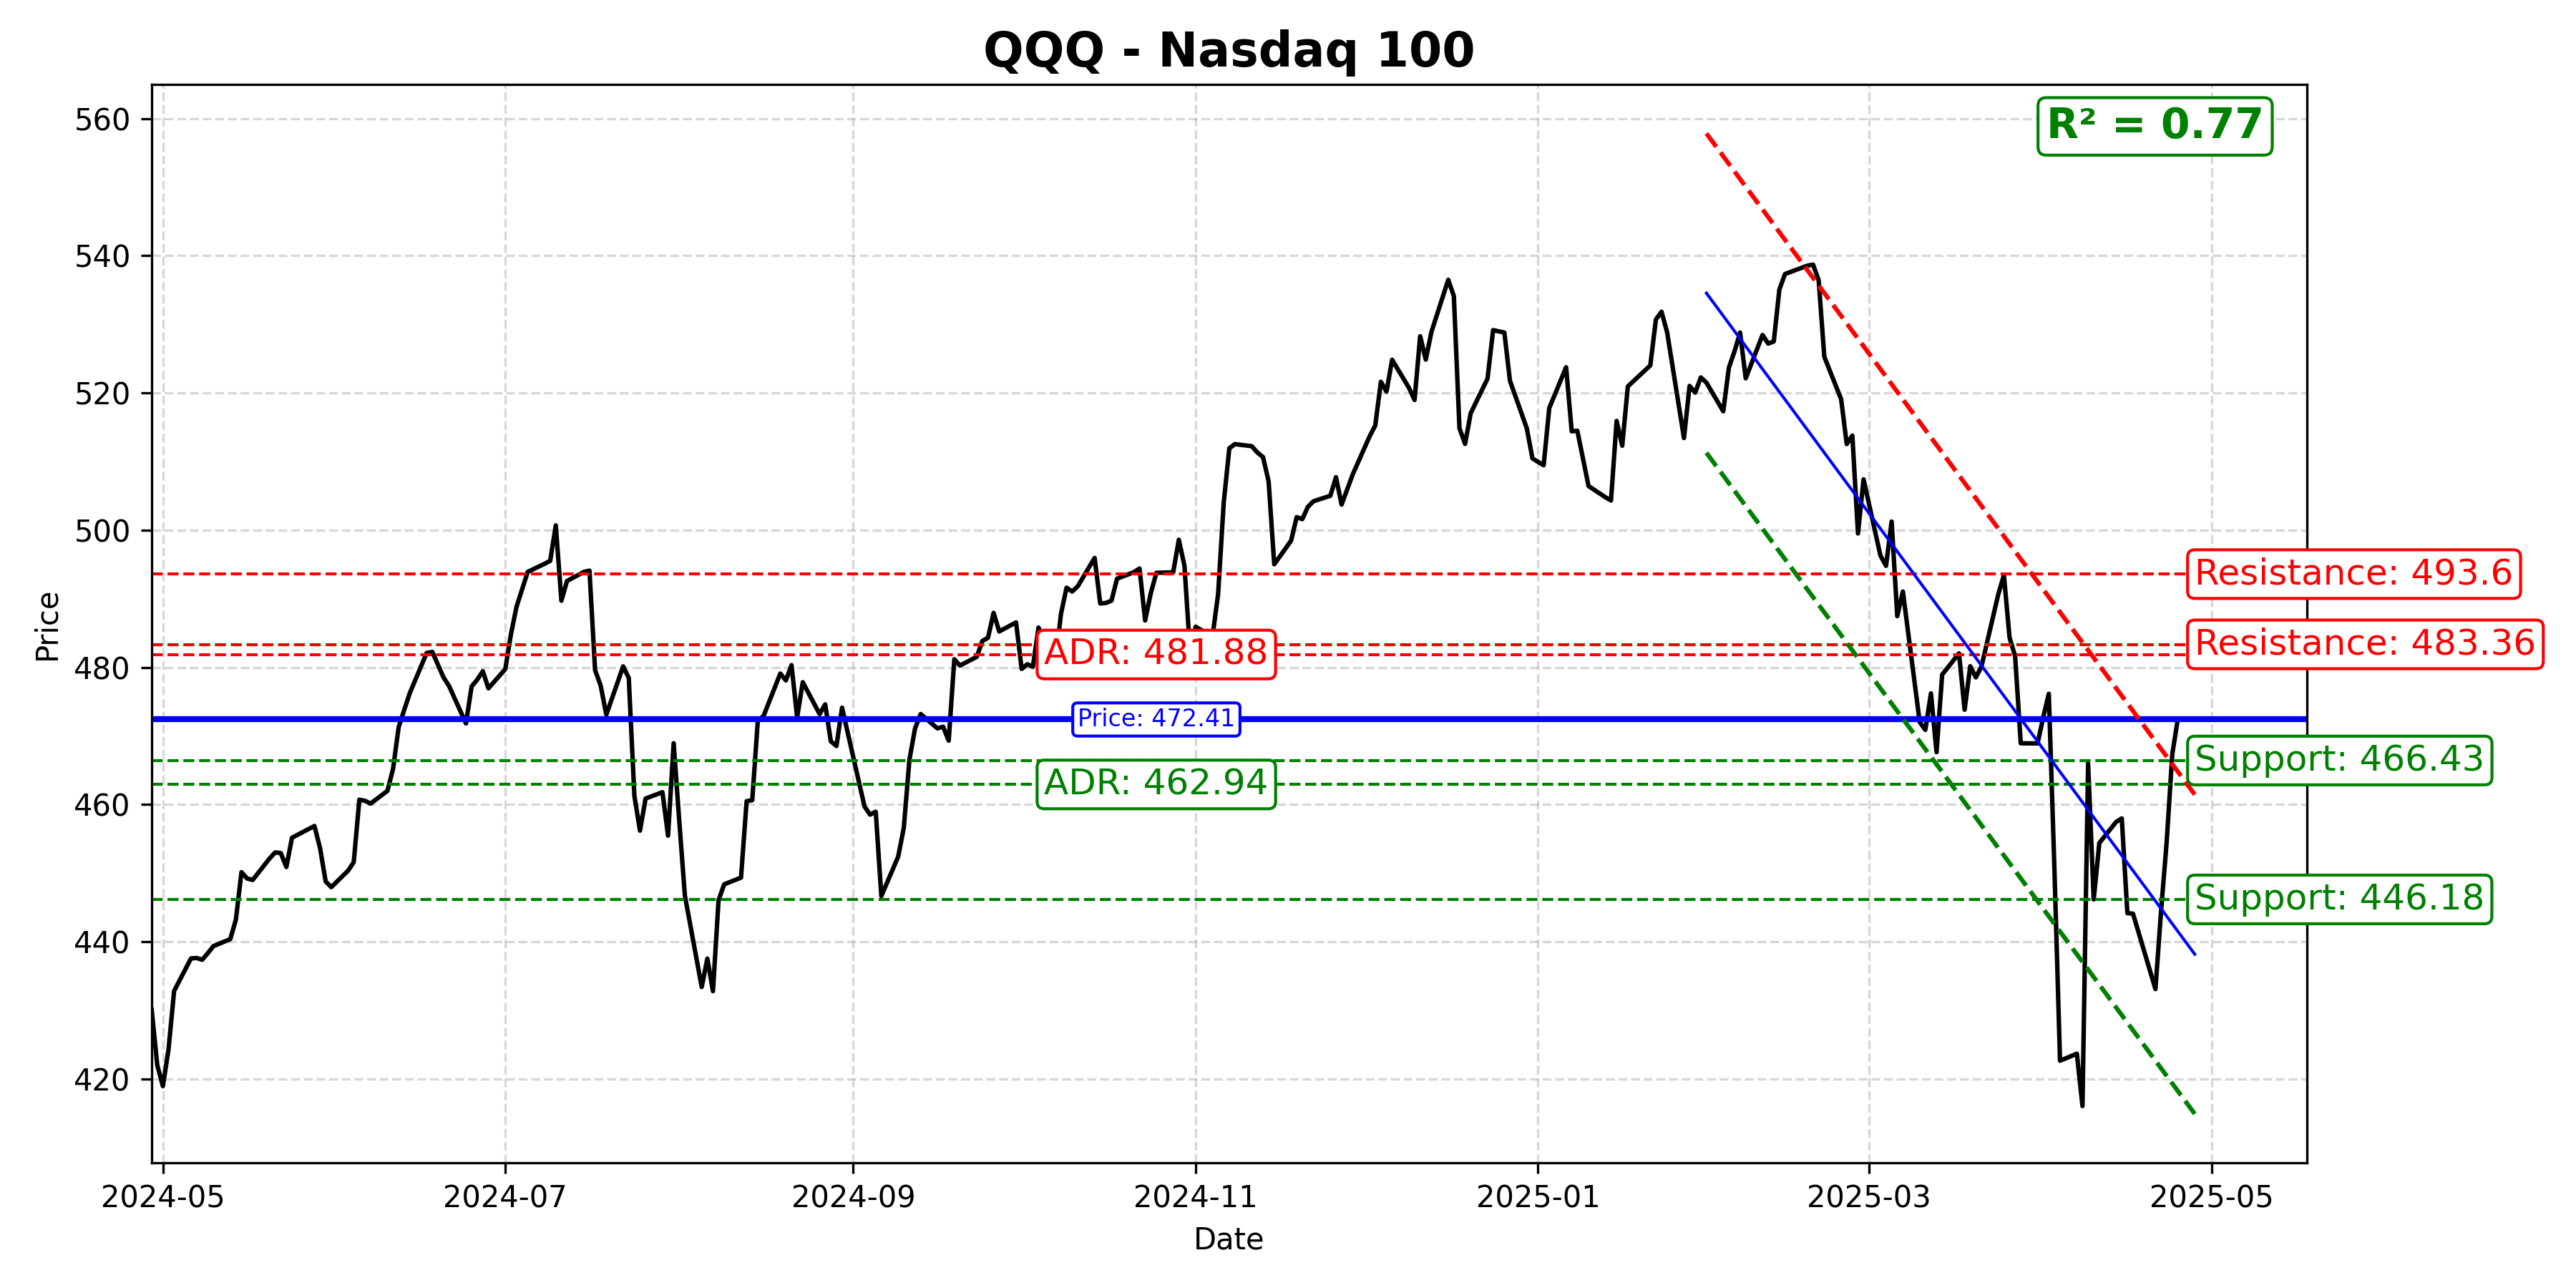 QQQ - Nasdaq 100
R² = 0.77
560
540
520
500
480
460
440
420
Price
Resistance: 493.6
Resistance: 483.36
ADR: 481.88
Price: 472.41
Support: 466.43
ADR: 462.94
Support: 446.18
2024-05
2024-07
2024-09
2024-11
2025-01
2025-03
2025-05
Date